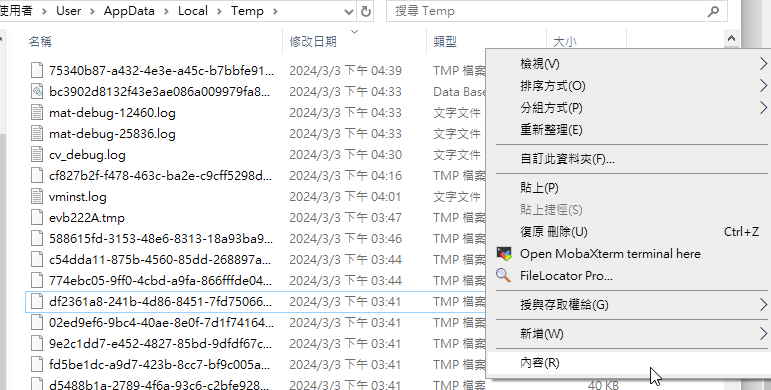 使用者 > User > AppData > Local > Temp >
搜尋 Temp
名稱 修改日期 類型 大小
75340b87-a432-4e3e-a45c-b7bbfe91... 2024/3/3 下午 04:39 TMP 檔案
bc3902d8132f43e3ae086a009979fa8... 2024/3/3 下午 04:33 Data Base
mat-debug-12460.log 2024/3/3 下午 04:33 文字文件
mat-debug-25836.log 2024/3/3 下午 04:33 文字文件
cv_debug.log 2024/3/3 下午 04:30 文字文件
cf827b2f-f478-463c-ba2e-c9cff5298d... 2024/3/3 下午 04:16 TMP 檔案
vminst.log 2024/3/3 下午 04:01 文字文件
evb222A.tmp 2024/3/3 下午 03:47 TMP 檔案
588615fd-3153-48e6-8313-18a93ba9... 2024/3/3 下午 03:46 TMP 檔案
c54dda11-875b-4560-85dd-268897a... 2024/3/3 下午 03:44 TMP 檔案
774ebc05-9ff0-4cbd-a9fa-866fffde04... 2024/3/3 下午 03:44 TMP 檔案
df2361a8-241b-4d86-8451-7fd75066... 2024/3/3 下午 03:41 TMP 檔案
02ed9ef6-9bc4-40ae-8e0f-7d1f74164... 2024/3/3 下午 03:41 TMP 檔案
9e2c1dd7-e452-4827-85bd-9dfdf67c... 2024/3/3 下午 03:41 TMP 檔案
fd5be1dc-a9d7-423b-8cc7-bf9c005a... 2024/3/3 下午 03:41 TMP 檔案
d5488b1a-2789-4f6a-93c6-c2bfe928... 2024/3/3 下午 03:41 TMP 檔案 40 KB
檢視(V)
排序方式(O)
分組方式(P)
重新整理(E)
自訂此資料夾(F)...
貼上(P)
貼上捷徑(S)
復原 刪除(U) Ctrl+Z
Open MobaXterm terminal here
FileLocator Pro...
授與存取權給(G)
新增(W)
內容(R)